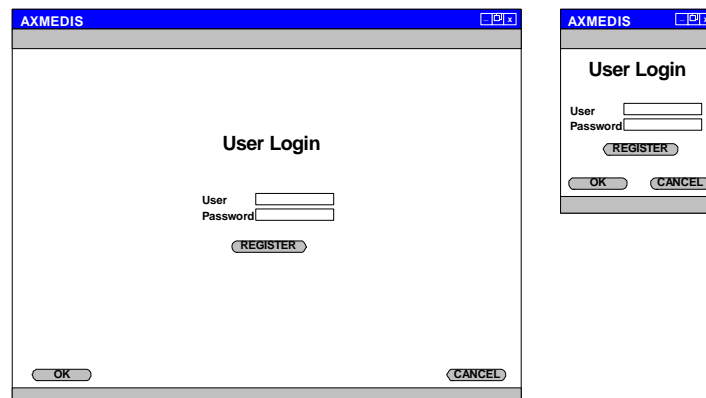 AXMEDIS
User Login
User
Password
REGISTER
OK CANCEL
AXMEDIS
User Login
User
Password
REGISTER
OK CANCEL